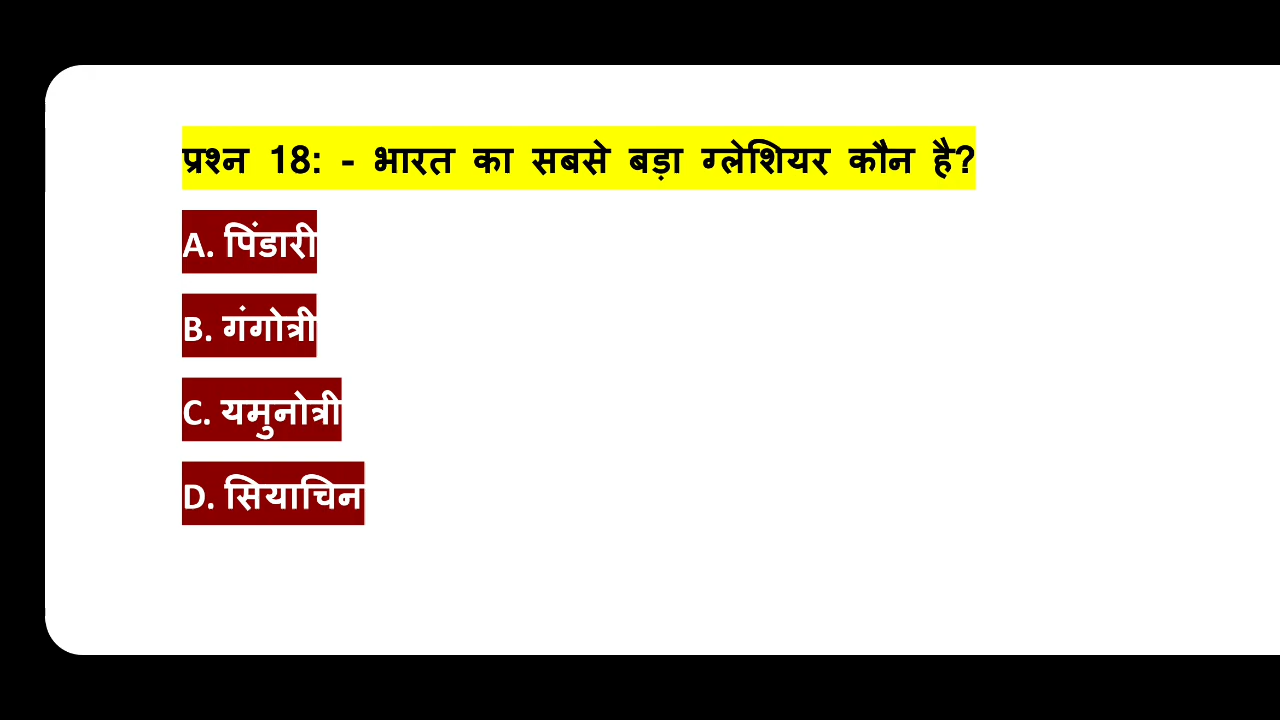 प्रश्न 18: - भारत का सबसे बड़ा ग्लेशियर कौन है?
A. पिंडारी
B. गंगोत्री
C. यमुनोत्री
D. सियाचिन